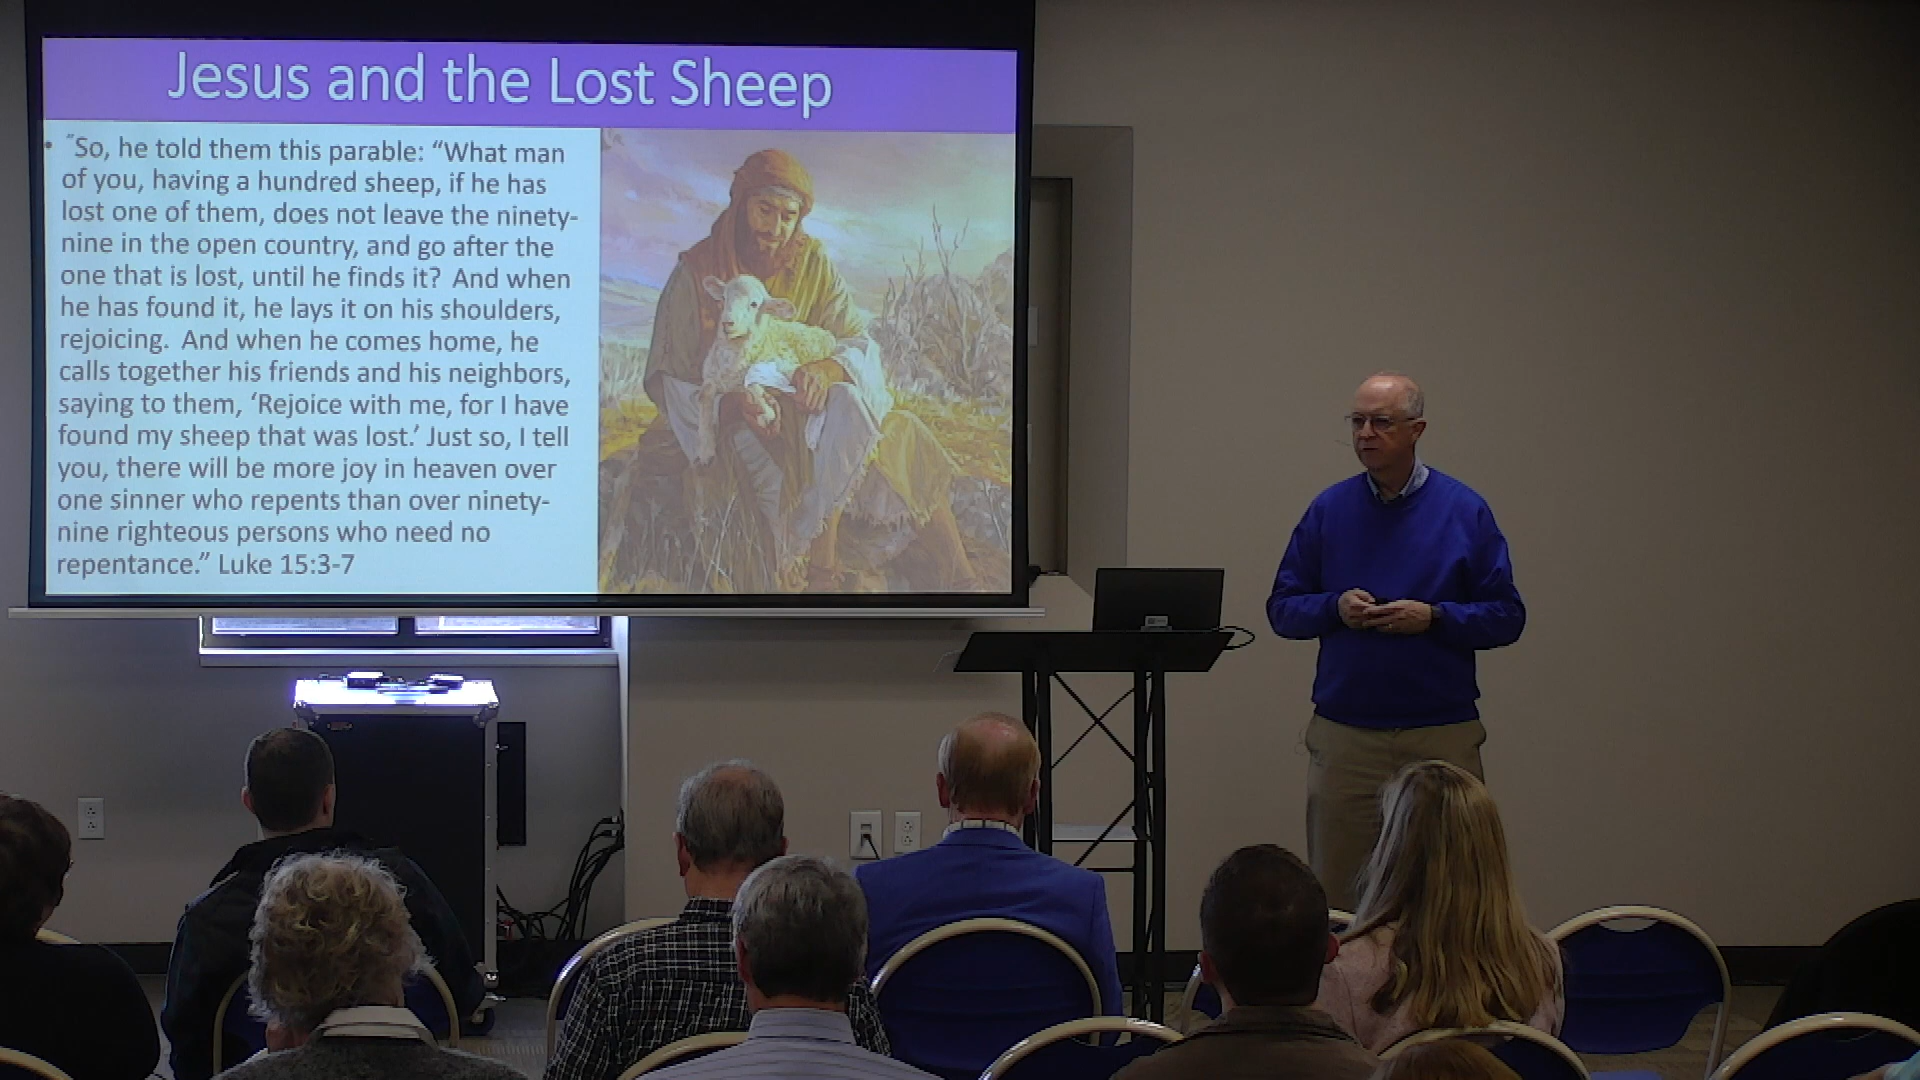 Jesus and the Lost Sheep
• "So, he told them this parable: “What man
of you, having a hundred sheep, if he has
lost one of them, does not leave the ninety-
nine in the open country, and go after the
one that is lost, until he finds it? And when
he has found it, he lays it on his shoulders,
rejoicing. And when he comes home, he
calls together his friends and his neighbors,
saying to them, ‘Rejoice with me, for I have
found my sheep that was lost.’ Just so, I tell
you, there will be more joy in heaven over
one sinner who repents than over ninety-
nine righteous persons who need no
repentance.” Luke 15:3-7